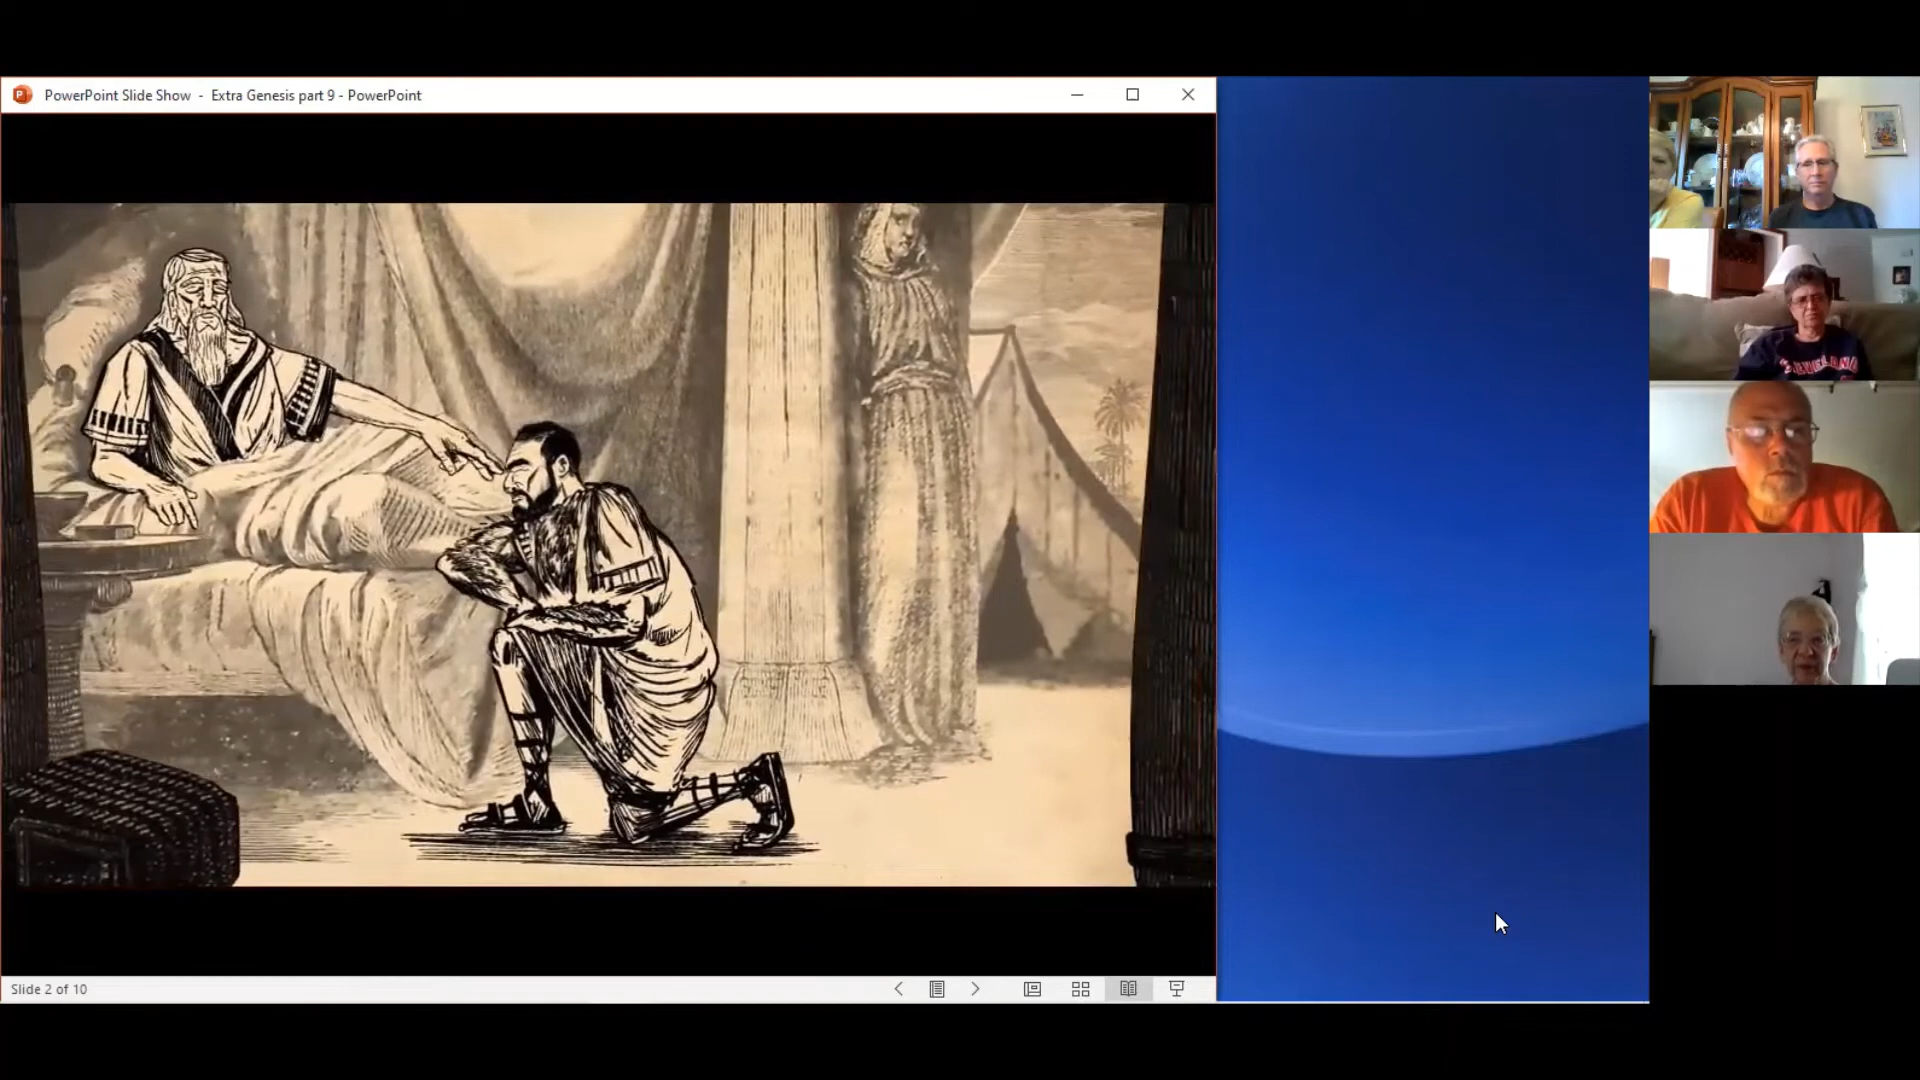 PowerPoint Slide Show - Extra Genesis part 9 - PowerPoint
Slide 2 of 10